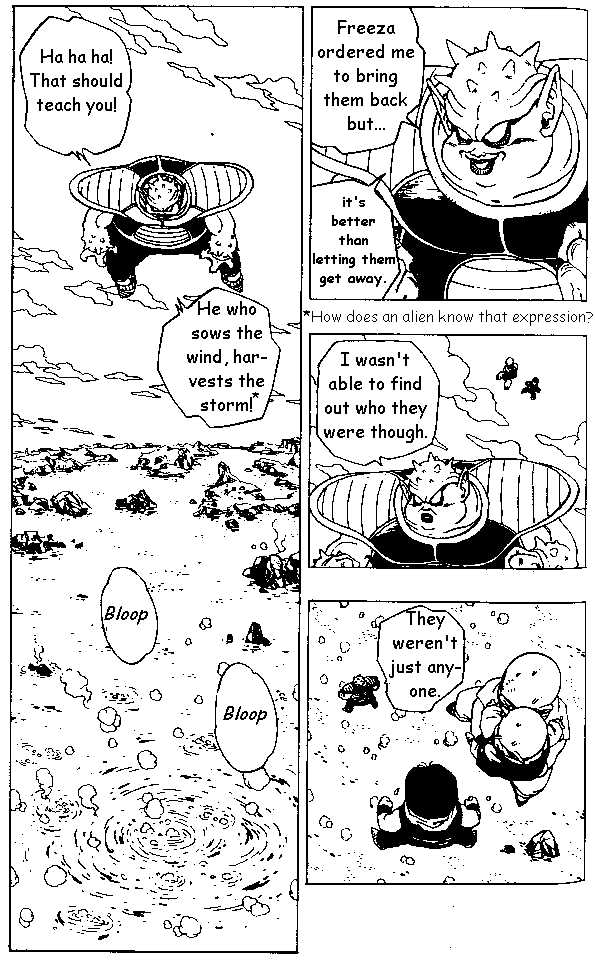 Ha ha ha!
That should
teach you!
He who
sows the
wind, har-
vests the
storm!*
Bloop
Bloop
Freeza
ordered me
to bring
them back
but...
it's
better
than
letting them
get away.
*How does an alien know that expression?
I wasn't
able to find
out who they
were though.
They
weren't
just any-
one.